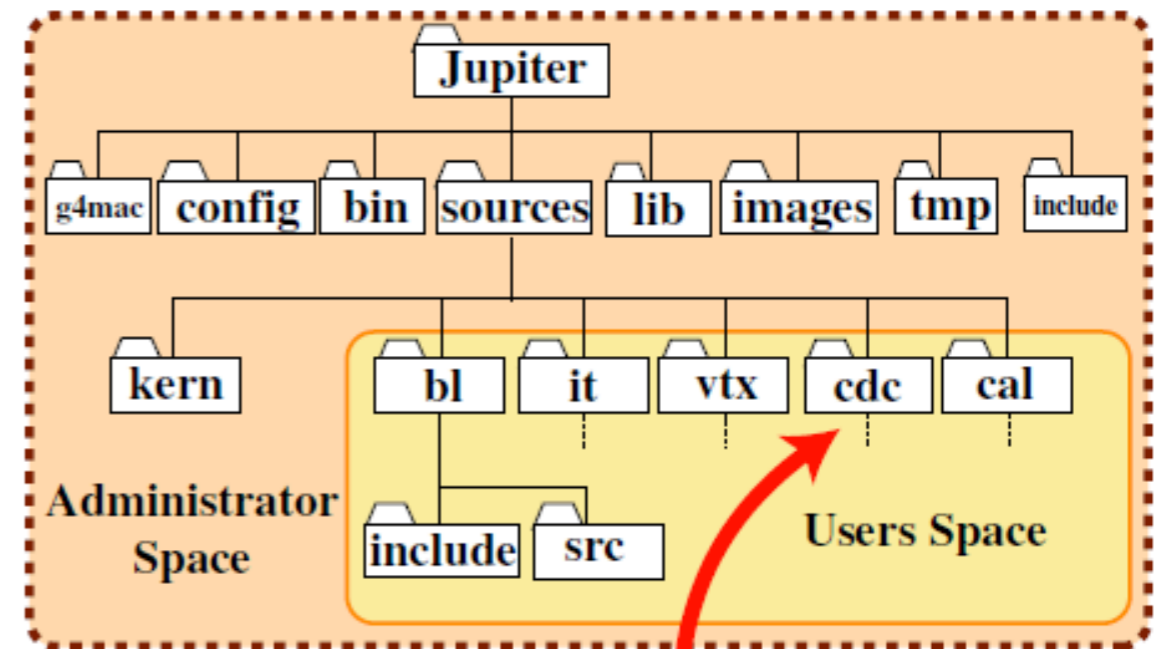 Jupiter
g4mac config bin sources lib images tmp include
kern bl it vtx cdc cal
Administrator
Space
include src
Users Space